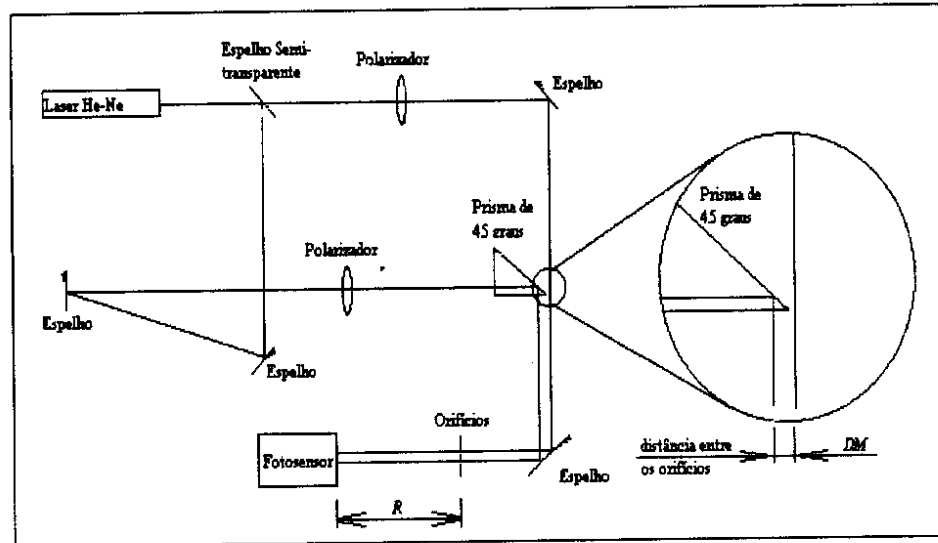 Espelho Semi-
transparente
Polarizador
Espelho
Laser He-Ne
Prisma de
45 graus
Prisma de
45 graus
Polarizador
Espelho
Espelho
Orifícios
Fotosensor
Espelho
R
distância entre
os orifícios
DM